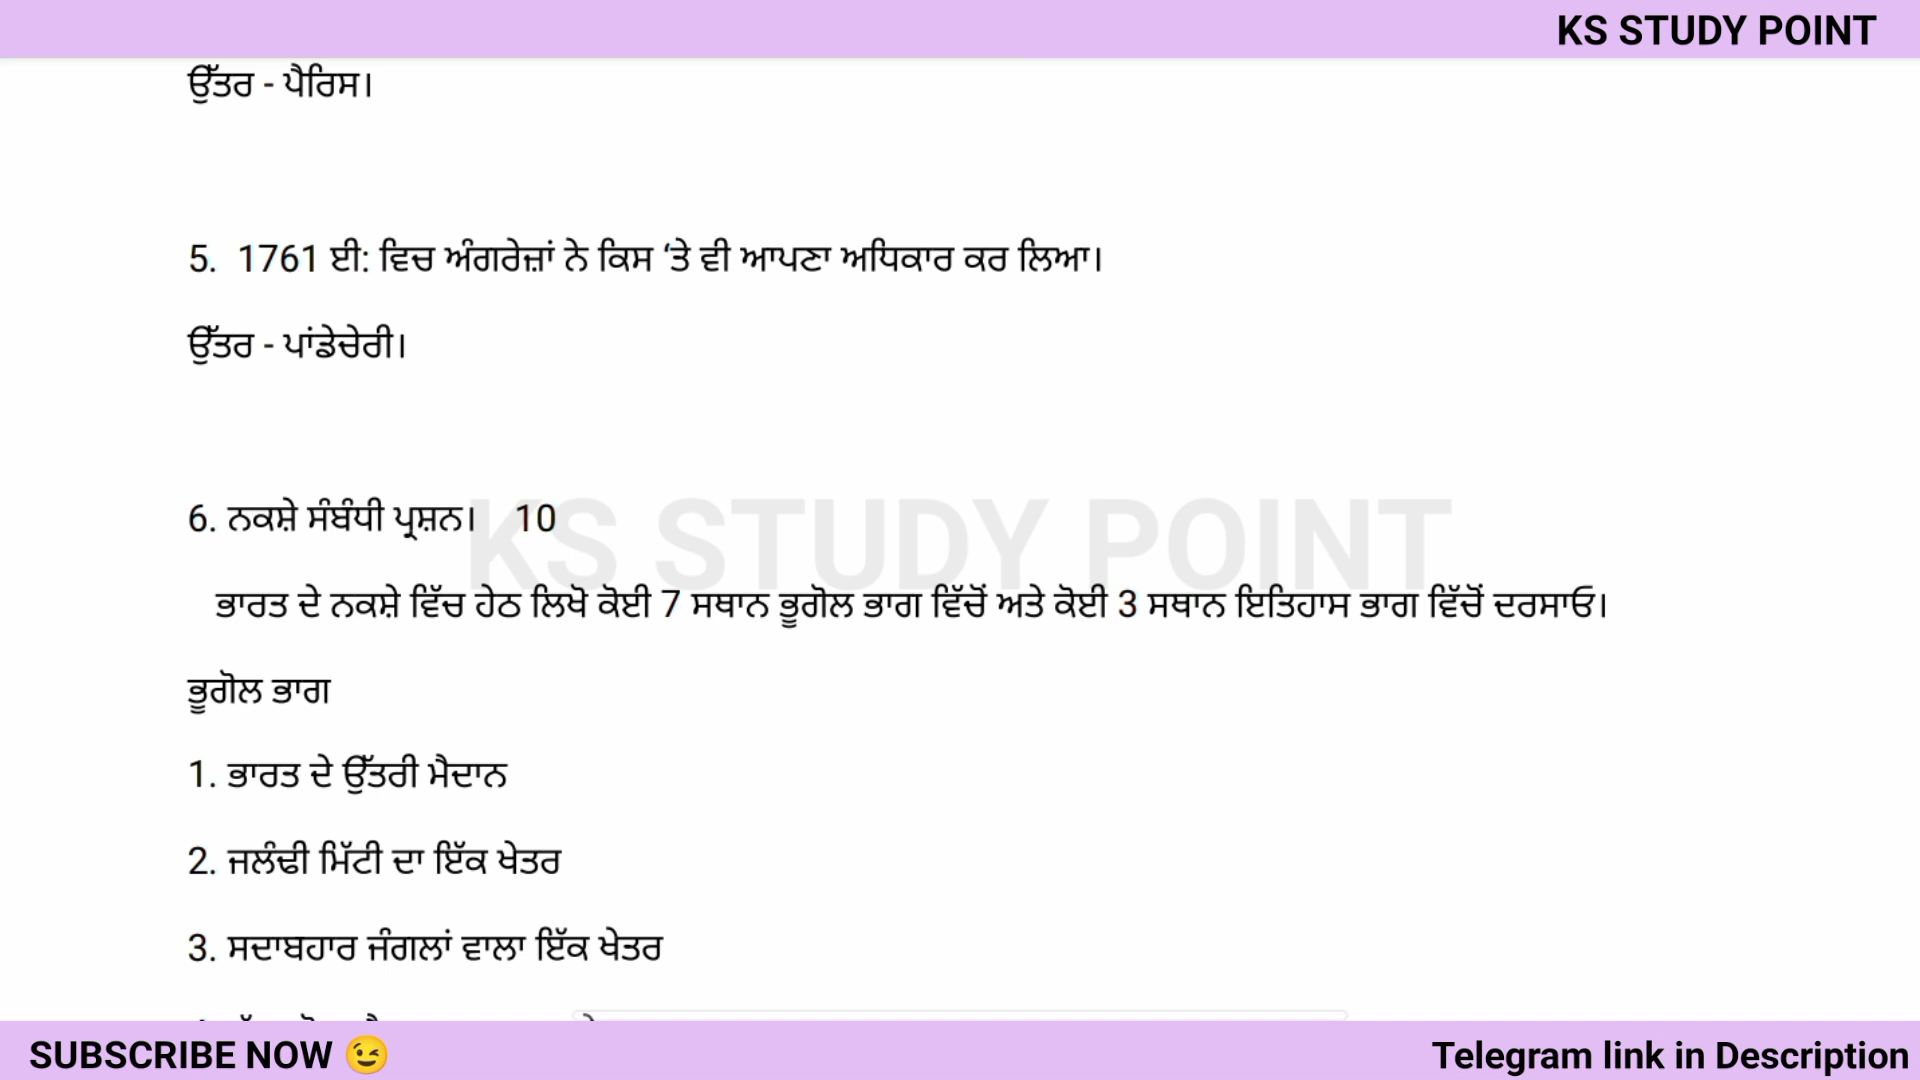 KS STUDY POINT
ਉੱਤਰ - ਪੈਰਿਸ।
5. 1761 ਈ: ਵਿਚ ਅੰਗਰੇਜ਼ਾਂ ਨੇ ਕਿਸ ‘ਤੇ ਵੀ ਆਪਣਾ ਅਧਿਕਾਰ ਕਰ ਲਿਆ।
ਉੱਤਰ - ਪਾਂਡੇਚੇਰੀ।
KS STUDY POINT
6. ਨਕਸ਼ੇ ਸੰਬੰਧੀ ਪ੍ਰਸ਼ਨ। 10
ਭਾਰਤ ਦੇ ਨਕਸ਼ੇ ਵਿੱਚ ਹੇਠ ਲਿਖੋ ਕੋਈ 7 ਸਥਾਨ ਭੂਗੋਲ ਭਾਗ ਵਿੱਚੋਂ ਅਤੇ ਕੋਈ 3 ਸਥਾਨ ਇਤਿਹਾਸ ਭਾਗ ਵਿੱਚੋਂ ਦਰਸਾਓ।
ਭੂਗੋਲ ਭਾਗ
1. ਭਾਰਤ ਦੇ ਉੱਤਰੀ ਮੈਦਾਨ
2. ਜਲੰਢੀ ਮਿੱਟੀ ਦਾ ਇੱਕ ਖੇਤਰ
3. ਸਦਾਬਹਾਰ ਜੰਗਲਾਂ ਵਾਲਾ ਇੱਕ ਖੇਤਰ
SUBSCRIBE NOW 😉
Telegram link in Description